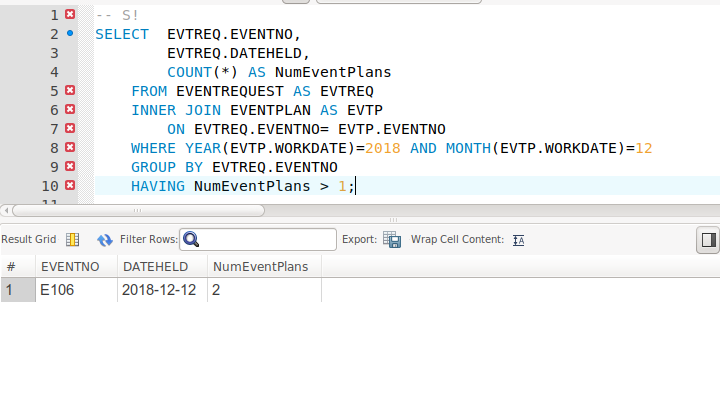 1 -- S!
2 SELECT EVTREQ.EVENTNO,
3 EVTREQ.DATEHELD,
4 COUNT(*) AS NumEventPlans
5 FROM EVENTREQUEST AS EVTREQ
6 INNER JOIN EVENTPLAN AS EVTP
7 ON EVTREQ.EVENTNO= EVTP.EVENTNO
8 WHERE YEAR(EVTP.WORKDATE)=2018 AND MONTH(EVTP.WORKDATE)=12
9 GROUP BY EVTREQ.EVENTNO
10 HAVING NumEventPlans > 1;
11
Result Grid Filter Rows: Export: Wrap Cell Content: IA
# EVENTNO DATEHELD NumEventPlans
1 E106 2018-12-12 2